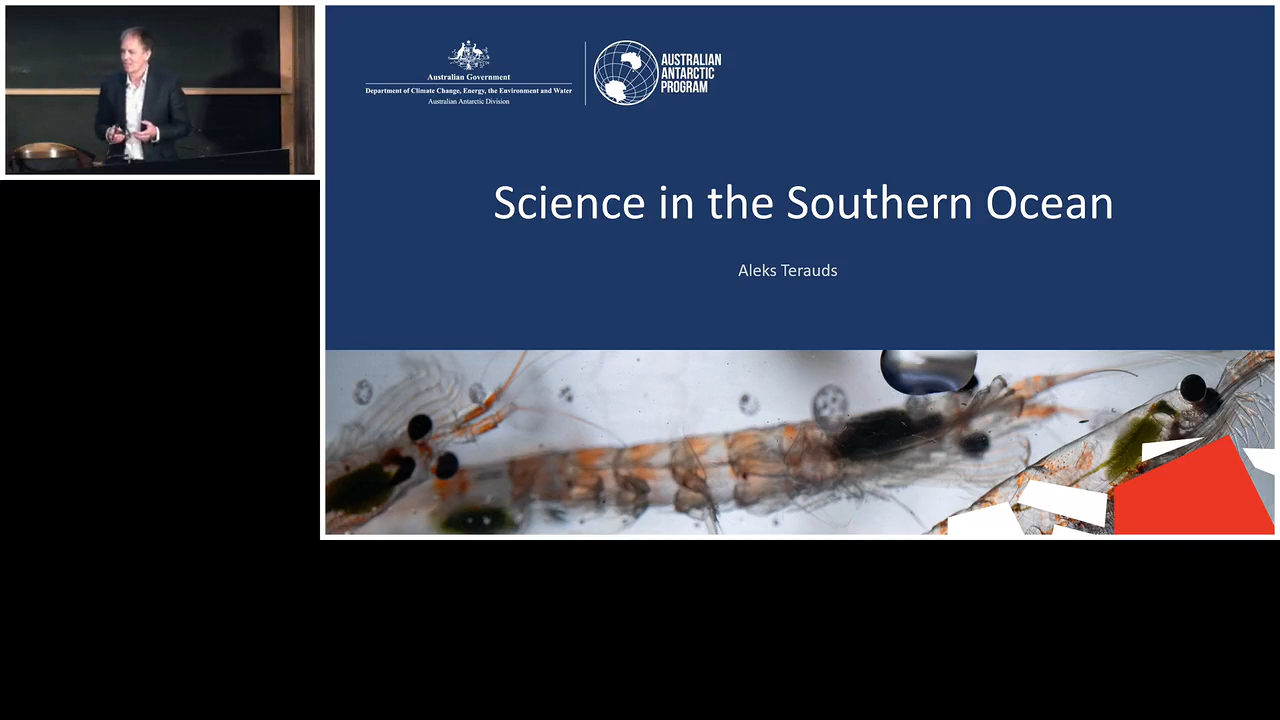 Australian Government
Department of Climate Change, Energy, the Environment and Water
Australian Antarctic Division
AUSTRALIAN
ANTARCTIC
PROGRAM
Science in the Southern Ocean
Aleks Terauds